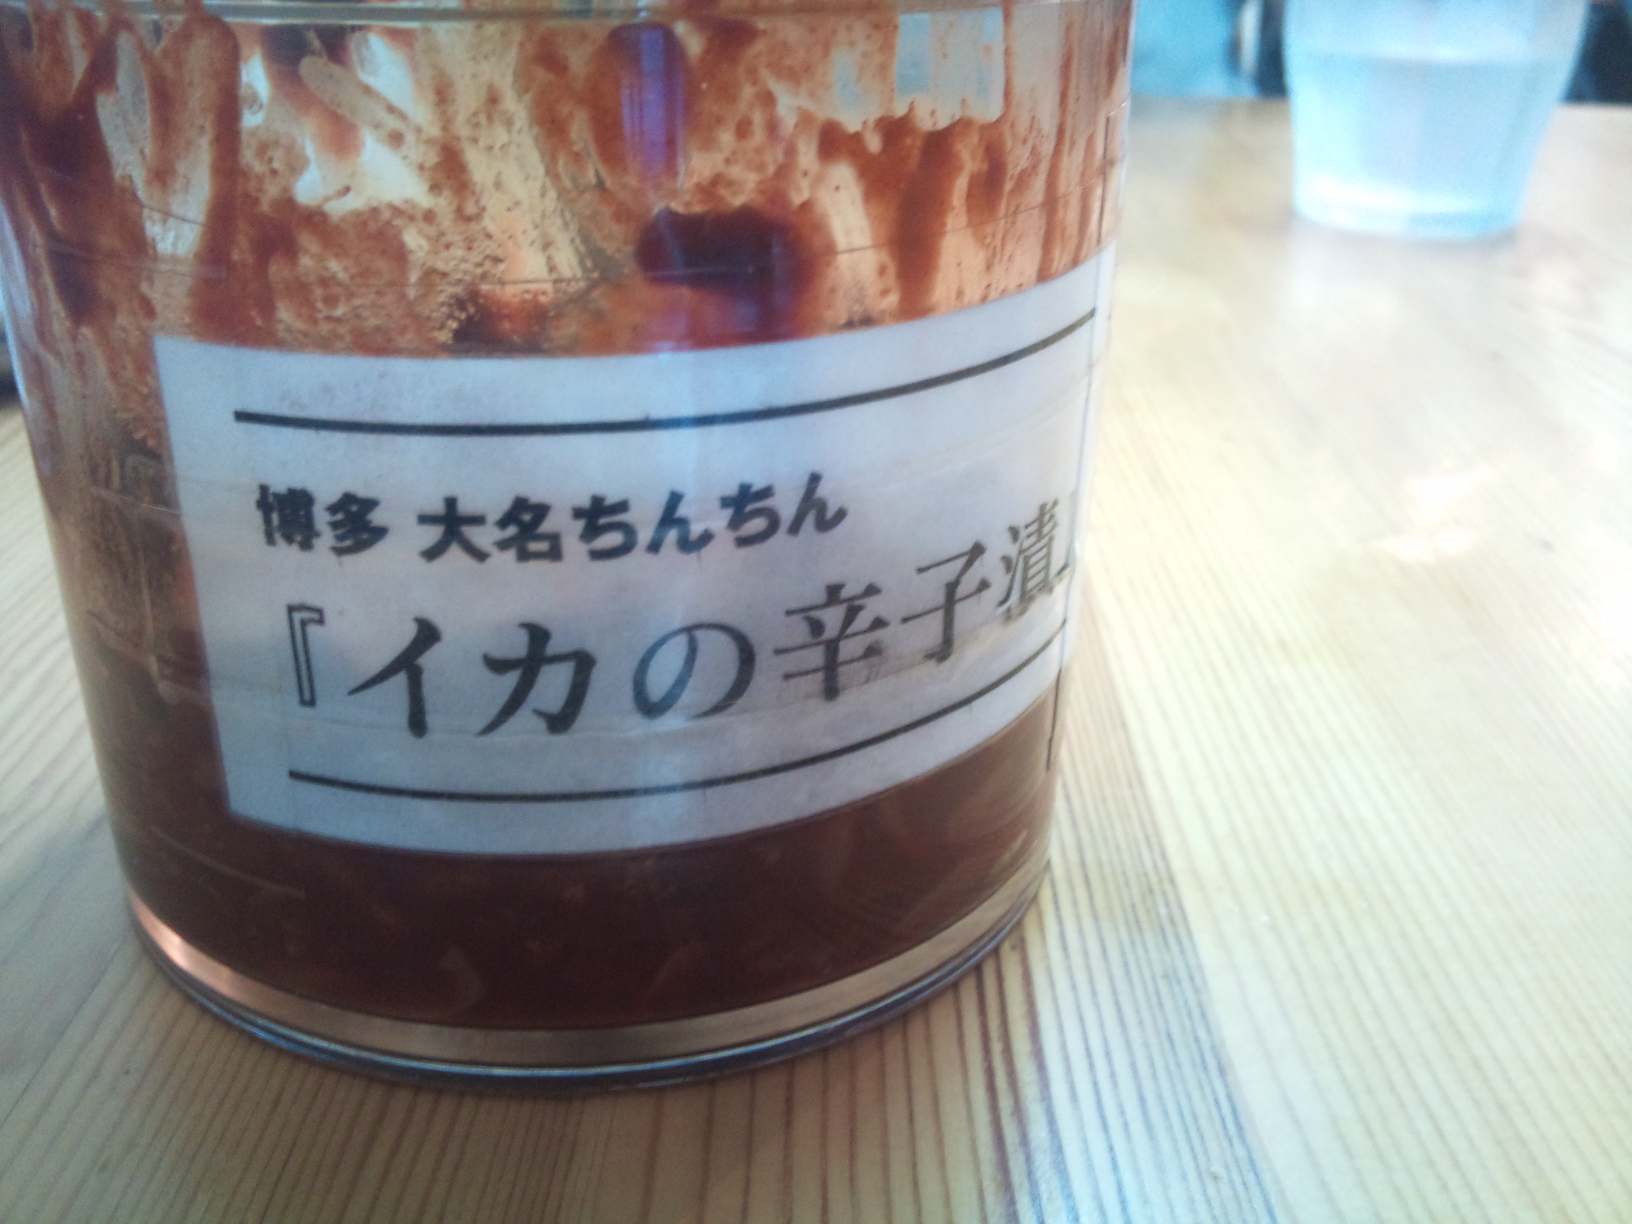 博多 大名ちんちん
『イカの辛子漬』